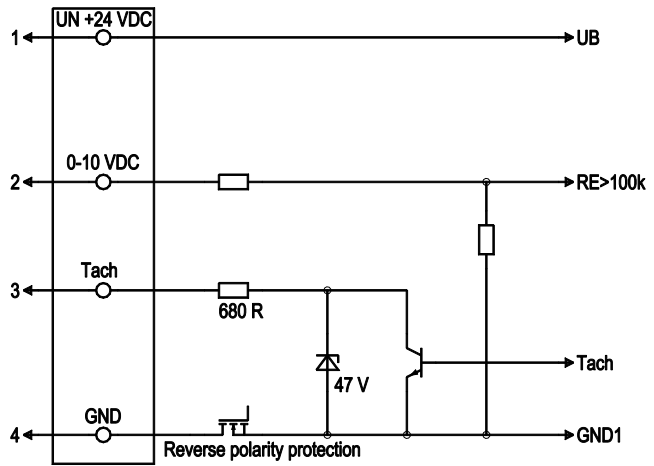 UN +24 VDC
1 UB
0-10 VDC
2 RE>100k
Tach
3
680 R
47 V
Tach
GND
4 GND1
Reverse polarity protection